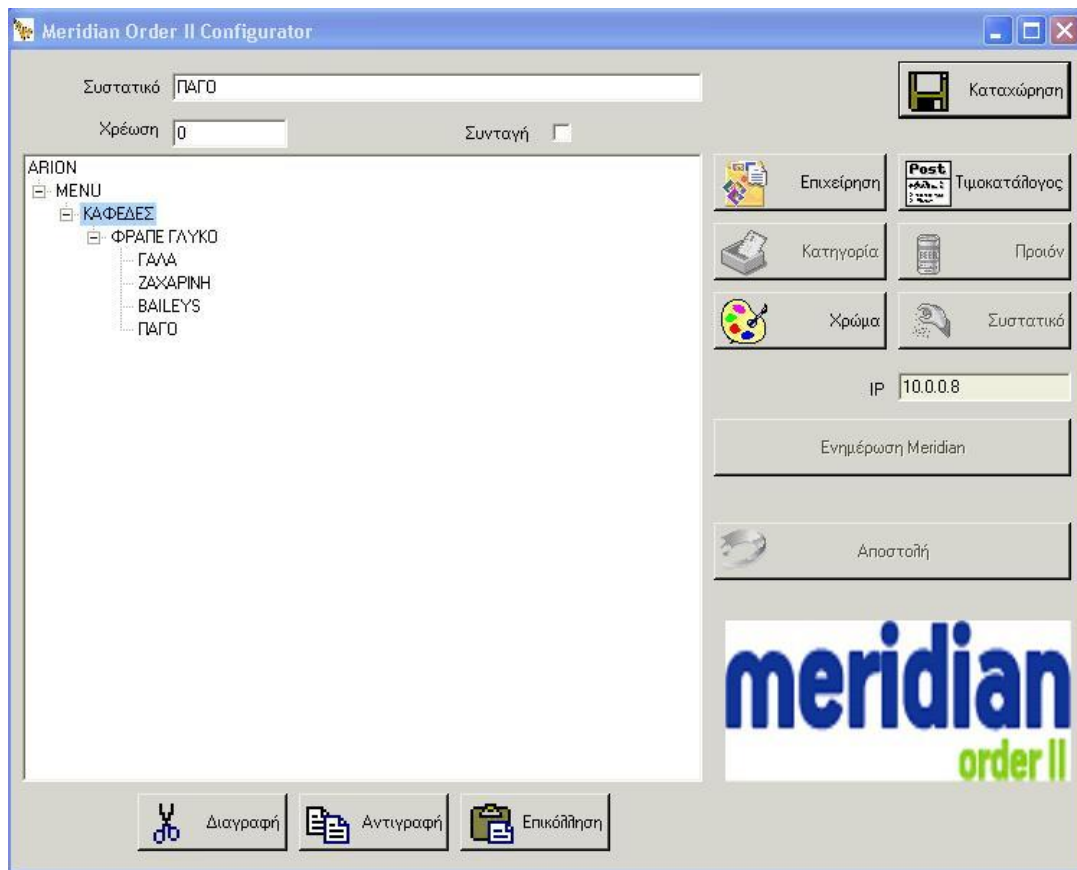 Meridian Order II Configurator
Συστατικό ΠΑΓΟ
Καταχώρηση
Χρέωση 0 Συνταγή
ARION
MENU
ΚΑΦΕΔΕΣ
ΦΡΑΠΕ ΓΛΥΚΟ
ΓΑΛΑ
ΖΑΧΑΡΙΝΗ
BAILEYS
ΠΑΓΟ
Επιχείρηση Post Τιμοκατάλογος
Κατηγορία BEER Προιόν
Χρώμα Συστατικό
IP 10.0.0.8
Ενημέρωση Meridian
Αποστολή
meridian
order II
Διαγραφή Αντιγραφή Επικόλληση